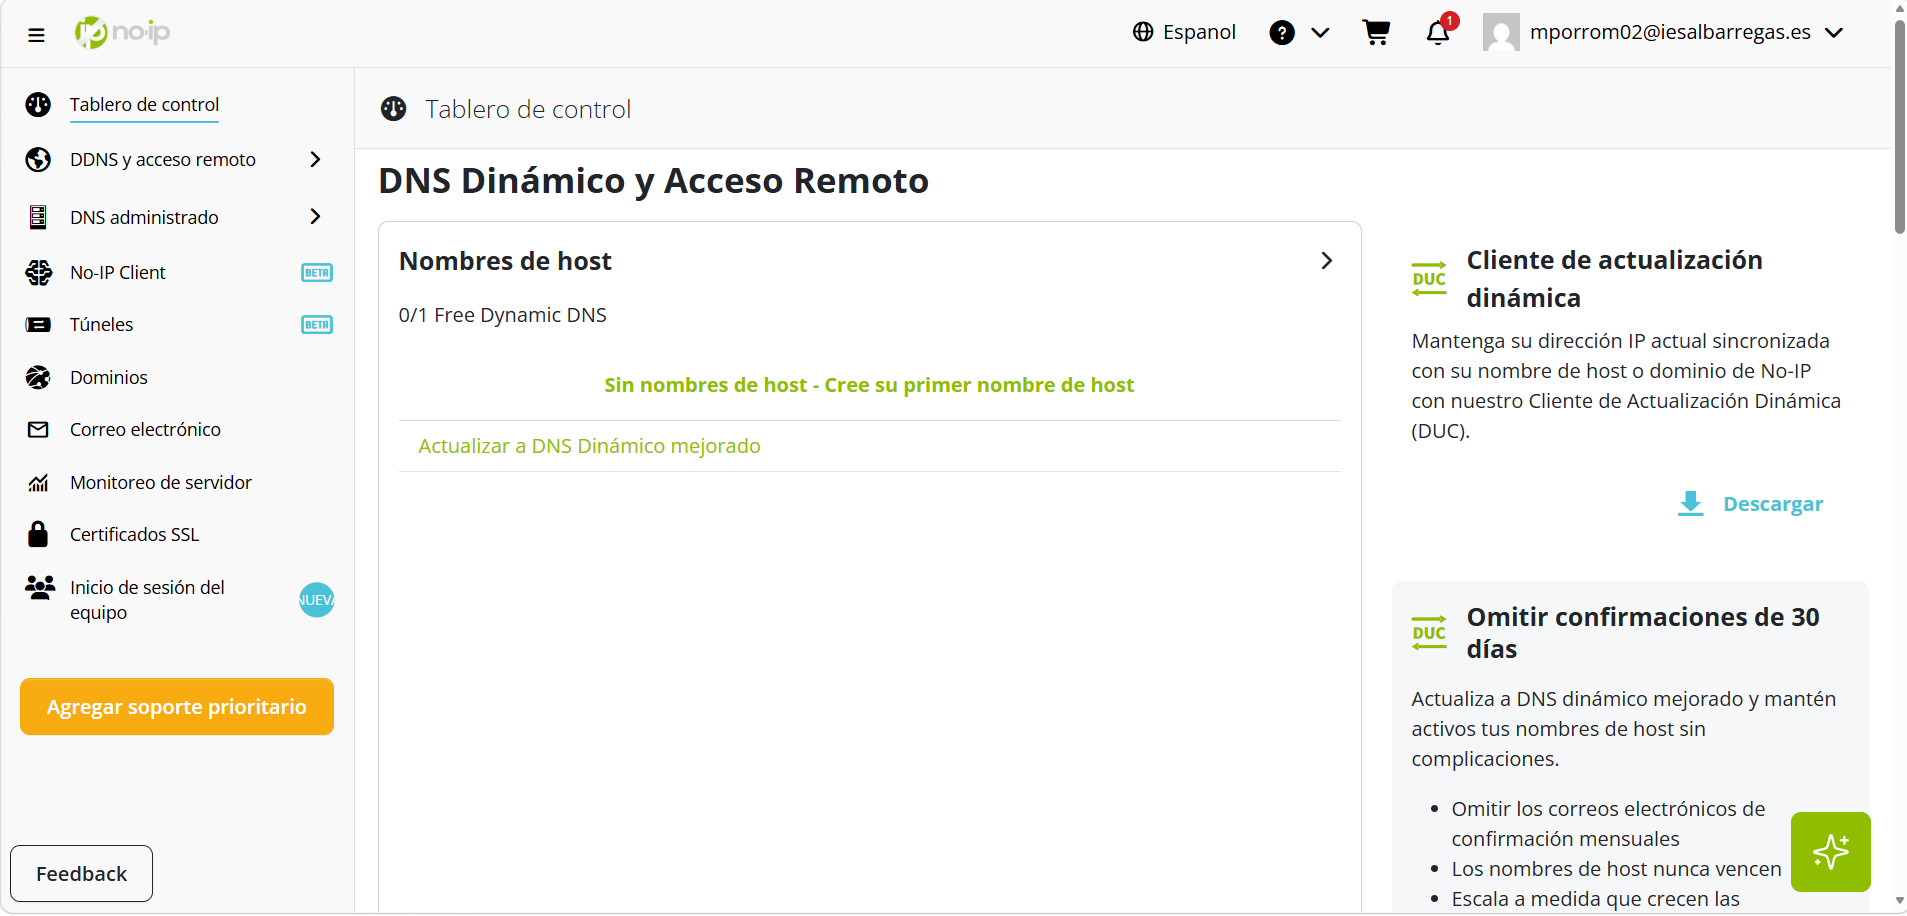 no-ip
Espanol
?
1
mporrom02@iesalbarregas.es
Tablero de control
DDNS y acceso remoto
DNS administrado
No-IP Client
BETA
Túneles
BETA
Dominios
Correo electrónico
Monitoreo de servidor
Certificados SSL
Inicio de sesión del
equipo
NUEVA
Agregar soporte prioritario
Feedback
Tablero de control
DNS Dinámico y Acceso Remoto
Nombres de host
0/1 Free Dynamic DNS
Sin nombres de host - Cree su primer nombre de host
Actualizar a DNS Dinámico mejorado
DUC
Cliente de actualización
dinámica
Mantenga su dirección IP actual sincronizada
con su nombre de host o dominio de No-IP
con nuestro Cliente de Actualización Dinámica
(DUC).
Descargar
DUC
Omitir confirmaciones de 30
días
Actualiza a DNS dinámico mejorado y mantén
activos tus nombres de host sin
complicaciones.
• Omitir los correos electrónicos de
confirmación mensuales
• Los nombres de host nunca vencen
• Escala a medida que crecen las